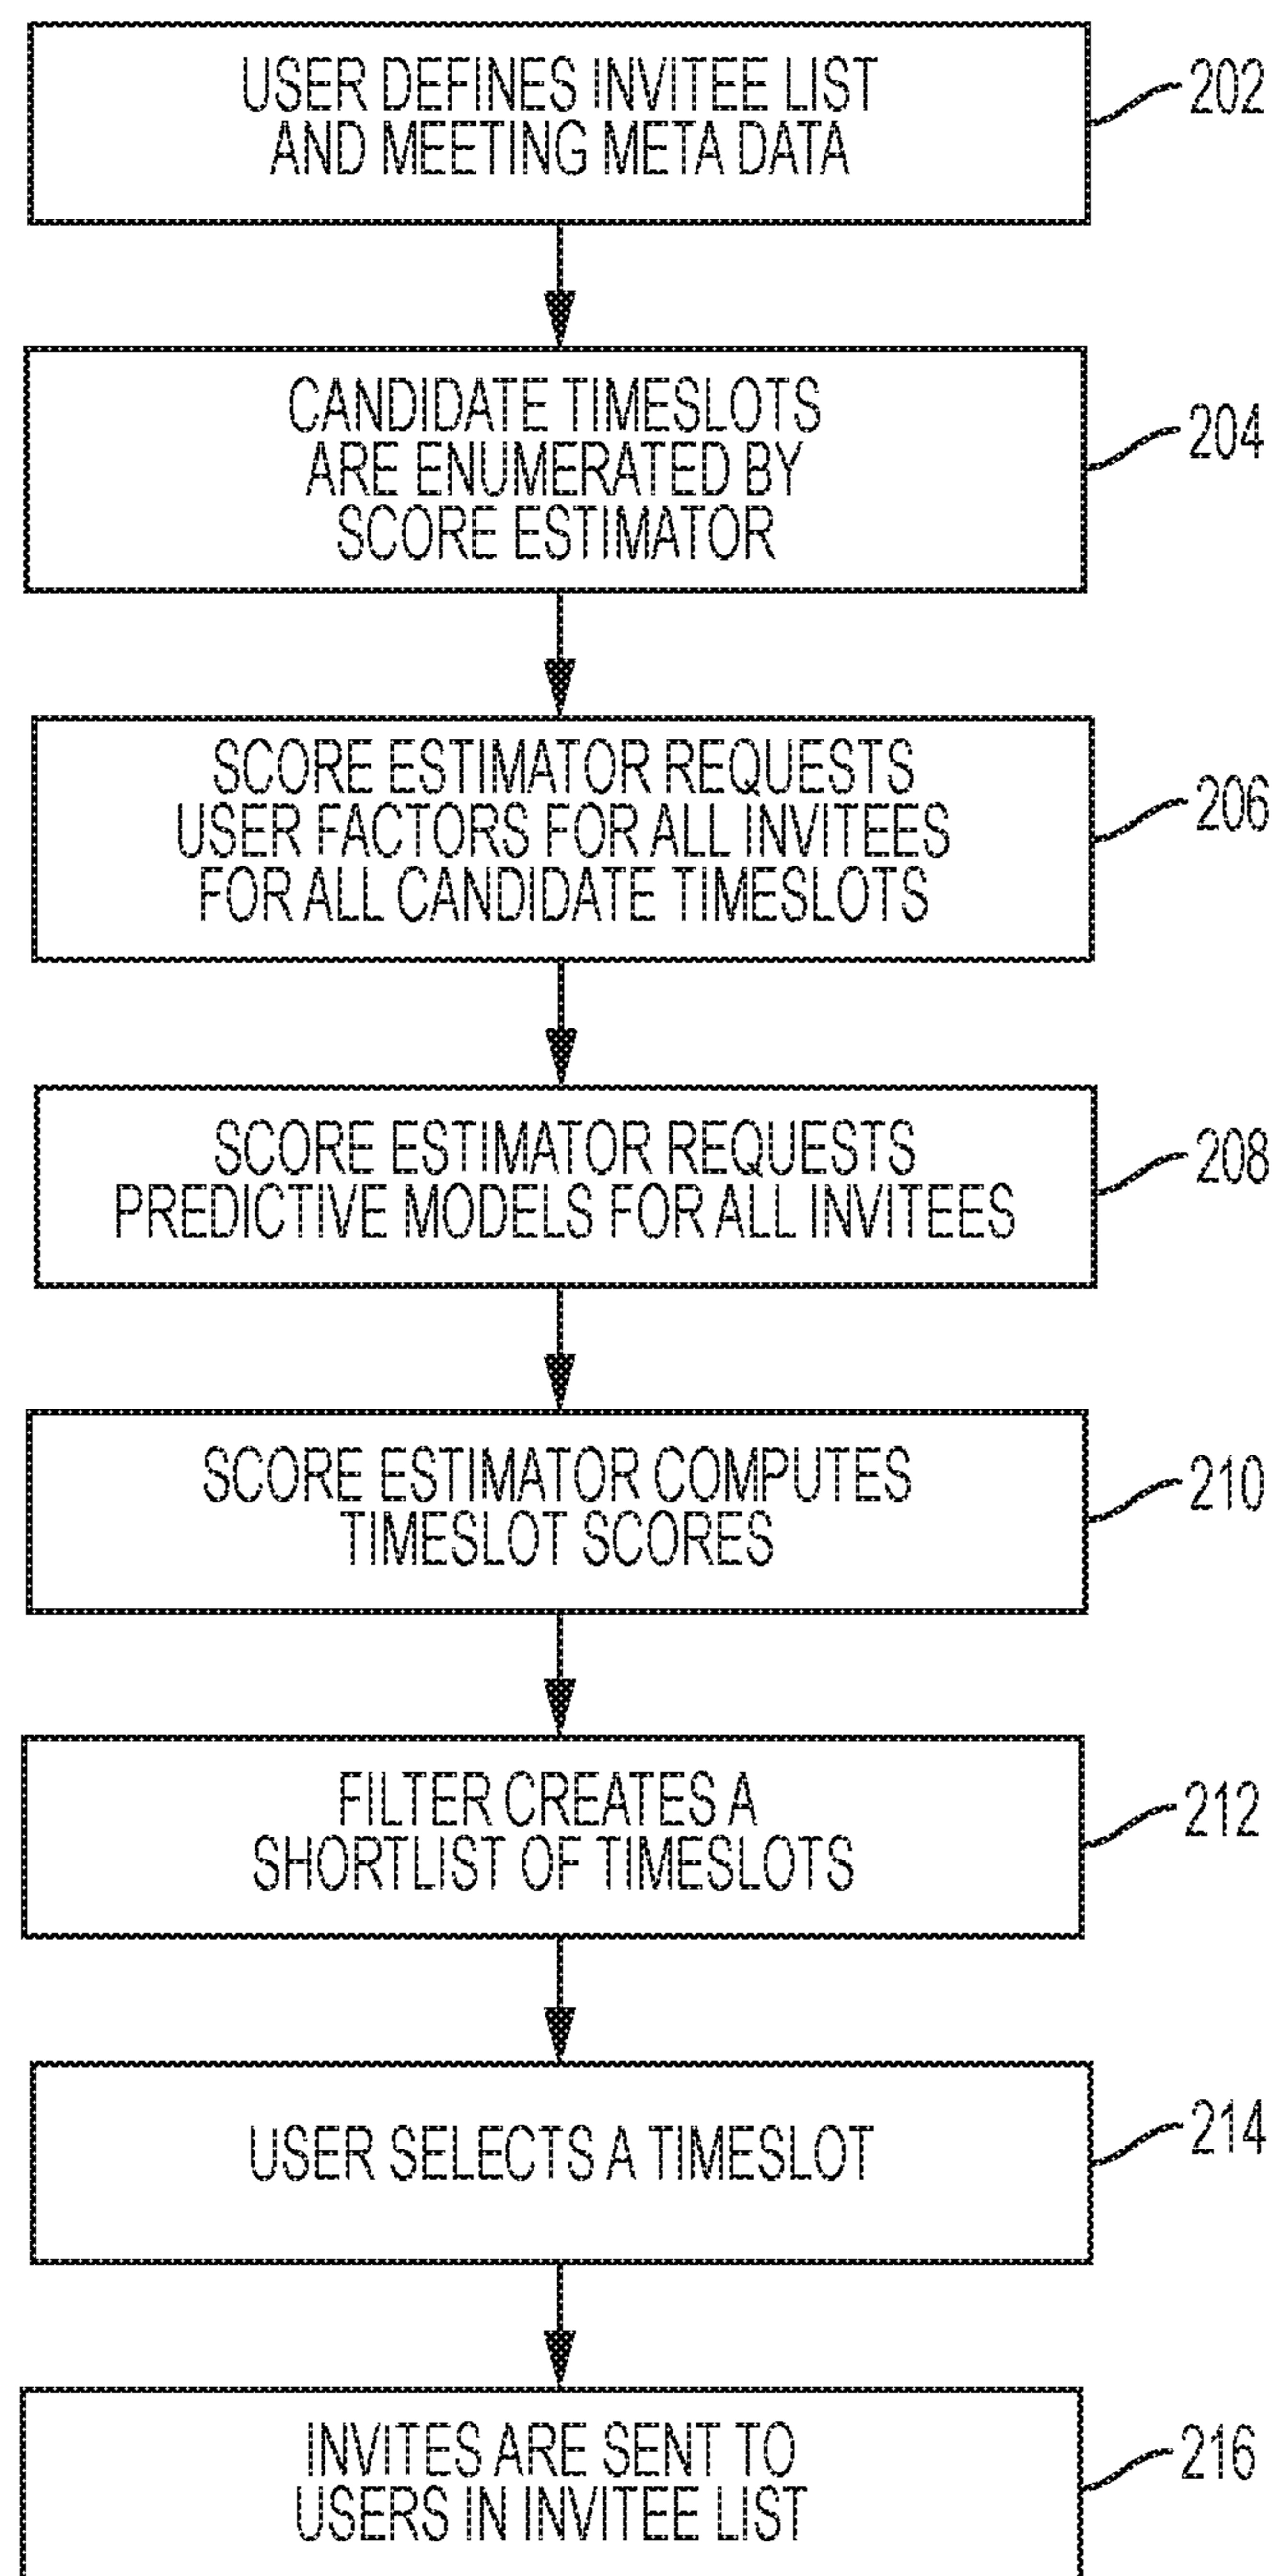 USER DEFINES INVITEE LIST
AND MEETING META DATA
202
CANDIDATE TIMESLOTS
ARE ENUMERATED BY
SCORE ESTIMATOR
204
SCORE ESTIMATOR REQUESTS
USER FACTORS FOR ALL INVITEES
FOR ALL CANDIDATE TIMESLOTS
206
SCORE ESTIMATOR REQUESTS
PREDICTIVE MODELS FOR ALL INVITEES
208
SCORE ESTIMATOR COMPUTES
TIMESLOT SCORES
210
FILTER CREATES A
SHORTLIST OF TIMESLOTS
212
USER SELECTS A TIMESLOT
214
INVITES ARE SENT TO
USERS IN INVITEE LIST
216